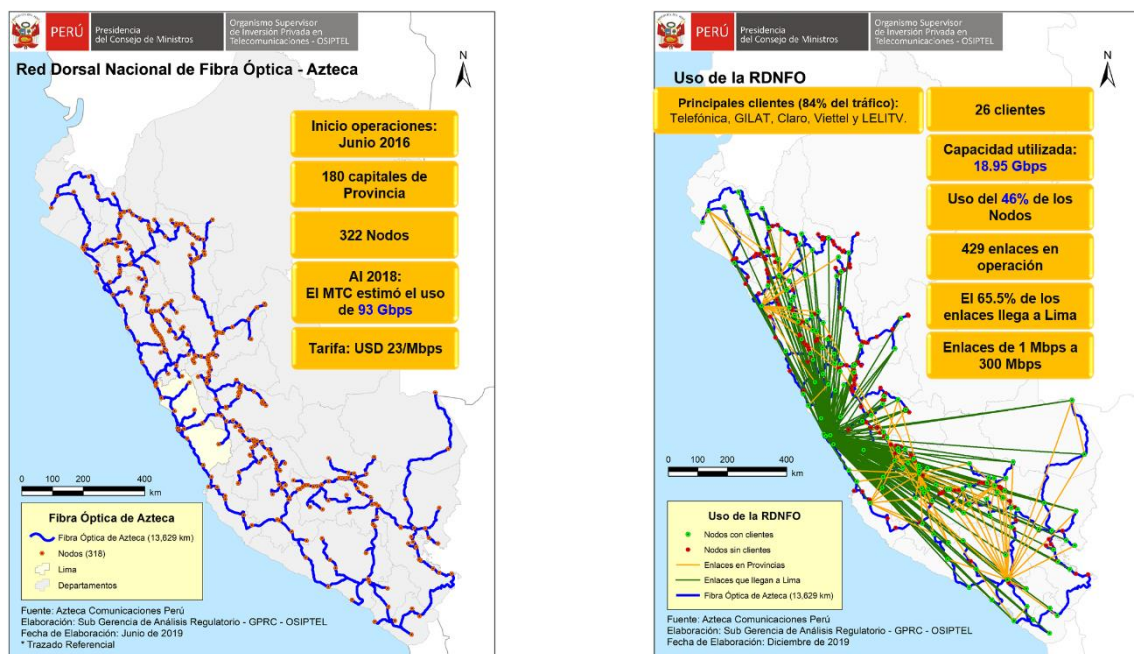 PERÚ
Presidencia
del Consejo de Ministros
Organismo Supervisor
de Inversión Privada en
Telecomunicaciones - OSIPTEL
Red Dorsal Nacional de Fibra Óptica - Azteca
N
Inicio operaciones:
Junio 2016
180 capitales de
Provincia
322 Nodos
Al 2018:
El MTC estimó el uso
de 93 Gbps
Tarifa: USD 23/Mbps
0 100 200 400
km
Fibra Óptica de Azteca
Fibra Óptica de Azteca (13,629 km)
Nodos (318)
Lima
Departamentos
Fuente: Azteca Comunicaciones Perú
Elaboración: Sub Gerencia de Análisis Regulatorio - GPRC - OSIPTEL
Fecha de Elaboración: Junio de 2019
* Trazado Referencial
PERÚ
Presidencia
del Consejo de Ministros
Organismo Supervisor
de Inversión Privada en
Telecomunicaciones - OSIPTEL
N
Uso de la RDNFO
Principales clientes (84% del tráfico):
Telefónica, GILAT, Claro, Viettel y LELITV.
26 clientes
Capacidad utilizada:
18.95 Gbps
Uso del 46% de los
Nodos
429 enlaces en
operación
El 65.5% de los
enlaces llega a Lima
Enlaces de 1 Mbps a
300 Mbps
0 100 200 400
km
Uso de la RDNFO
Nodos con clientes
Nodos sin clientes
Enlaces en Provincias
Enlaces que llegan a Lima
Fibra Óptica de Azteca (13,629 km)
Fuente: Azteca Comunicaciones Perú
Elaboración: Sub Gerencia de Análisis Regulatorio - GPRC - OSIPTEL
Fecha de Elaboración: Diciembre de 2019